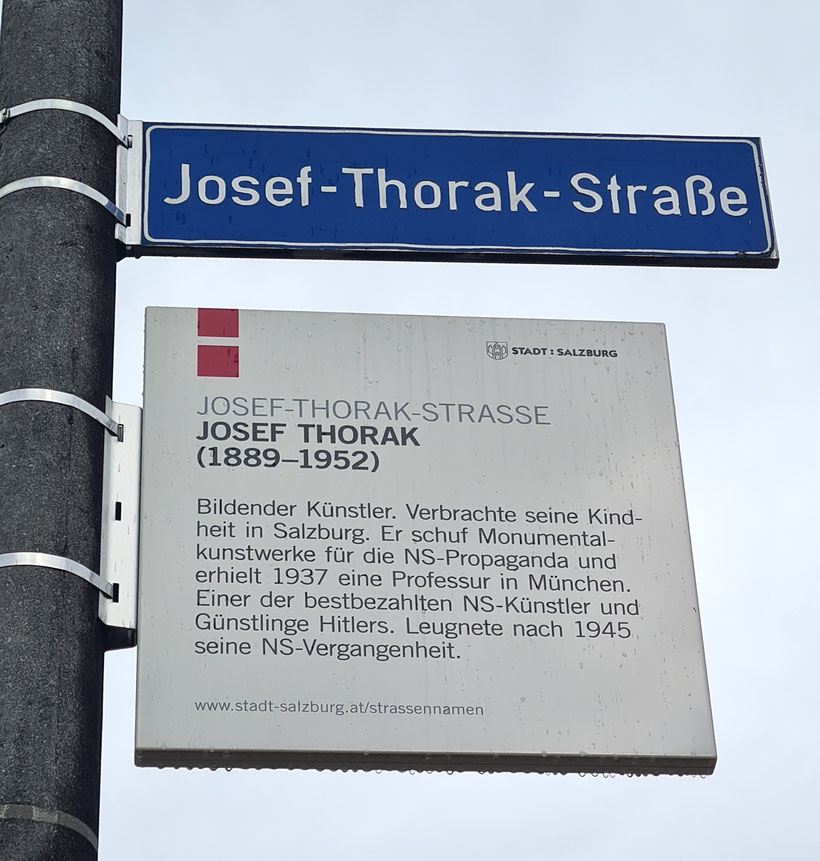 Josef-Thorak-Straße
STADT : SALZBURG
JOSEF-THORAK-STRASSE
JOSEF THORAK
(1889–1952)
Bildender Künstler. Verbrachte seine Kind-
heit in Salzburg. Er schuf Monumental-
kunstwerke für die NS-Propaganda und
erhielt 1937 eine Professur in München.
Einer der bestbezahlten NS-Künstler und
Günstlinge Hitlers. Leugnete nach 1945
seine NS-Vergangenheit.
www.stadt-salzburg.at/strassennamen